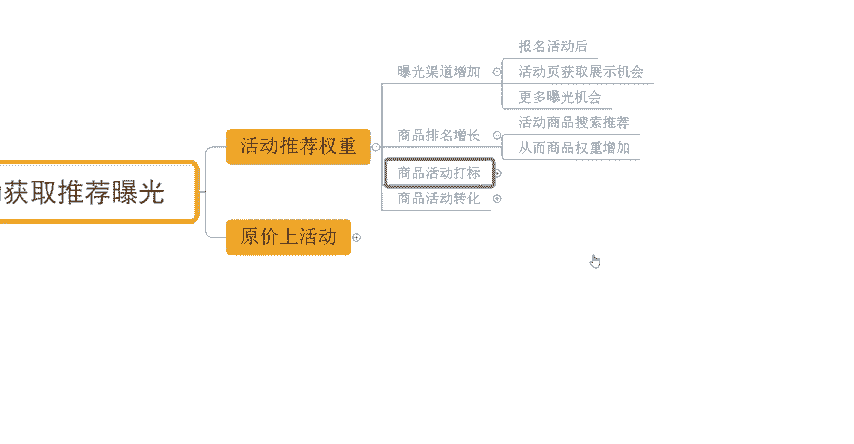 获取推荐曝光
活动推荐权重
曝光渠道增加
报名活动后
活动页获取展示机会
更多曝光机会
商品排名增长
活动商品搜索推荐
从而商品权重增加
商品活动打标
商品活动转化
原价上活动